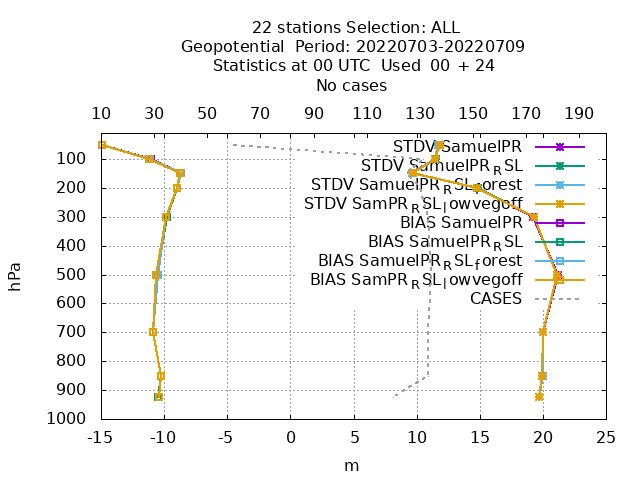 22 stations Selection: ALL
Geopotential Period: 20220703-20220709
Statistics at 00 UTC Used 00 + 24
No cases
10 30 50 70 90 110 130 150 170 190
STDV SamuelPR
100
STDV SamuelPR_RSL
STDV SamuelPR_RSL_forest
200
STDV SamPR_RSL_lowvegoff
300
BIAS SamuelPR
BIAS SamuelPR_RSL
400
BIAS SamuelPR_RSL_forest
500
BIAS SamPR_RSL_lowvegoff
hPa
CASES
600
700
800
900
1000
-15 -10 -5 0 5 10 15 20 25
m